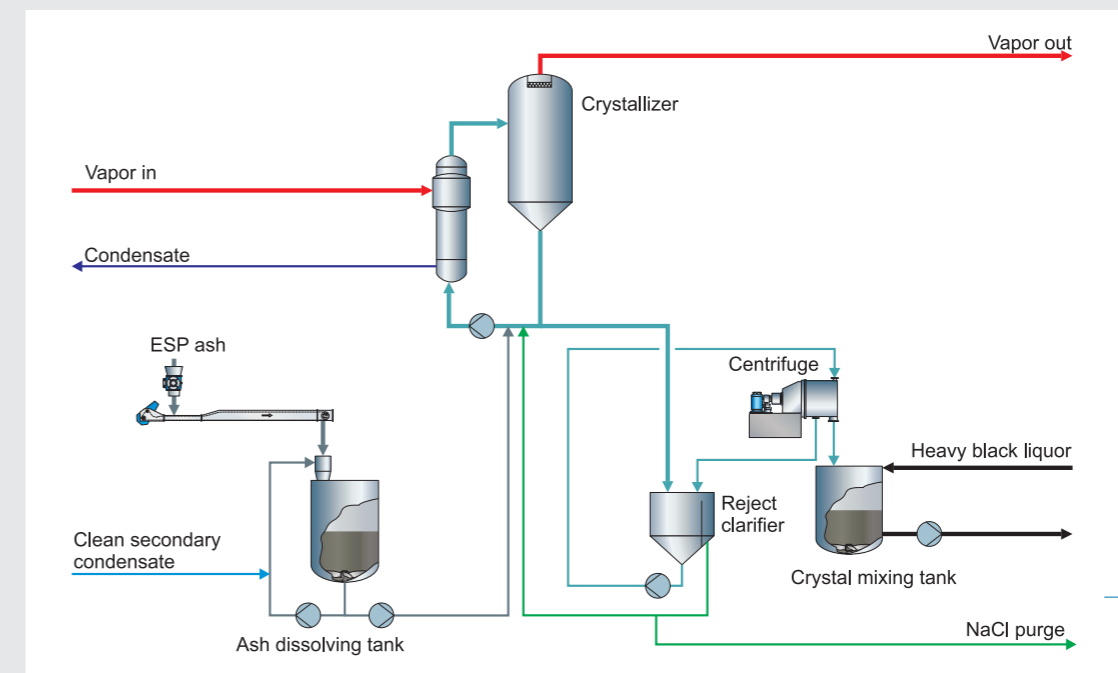 Vapor out
Crystallizer
Vapor in
Condensate
ESP ash
Centrifuge
Heavy black liquor
Reject
clarifier
Clean secondary
condensate
Crystal mixing tank
NaCl purge
Ash dissolving tank